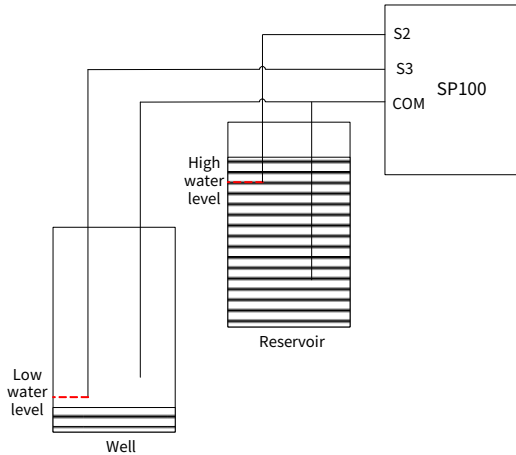 S2
S3
SP100
COM
High
water
level
Reservoir
Low
water
level
Well